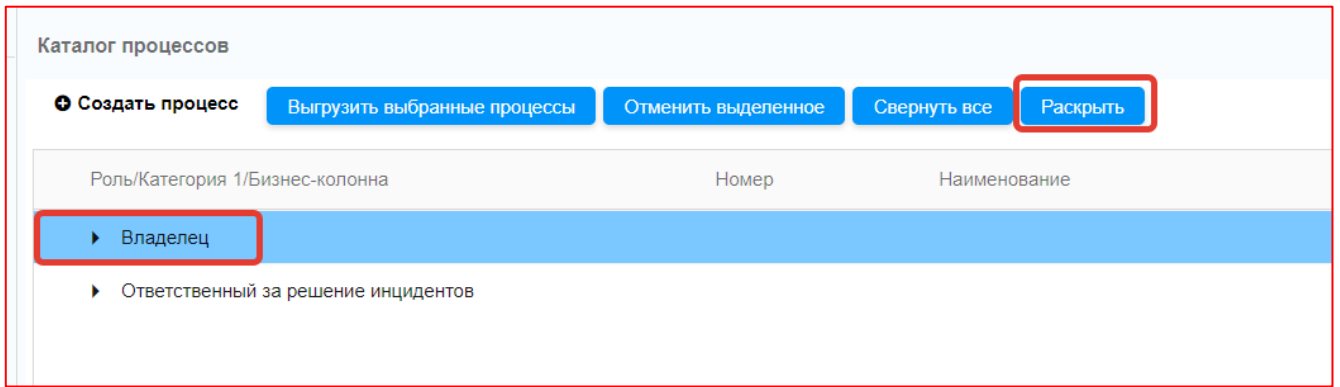 Каталог процессов
Создать процесс Выгрузить выбранные процессы Отменить выделенное Свернуть все Раскрыть
Роль/Категория 1/Бизнес-колонна Номер Наименование
Владелец
Ответственный за решение инцидентов